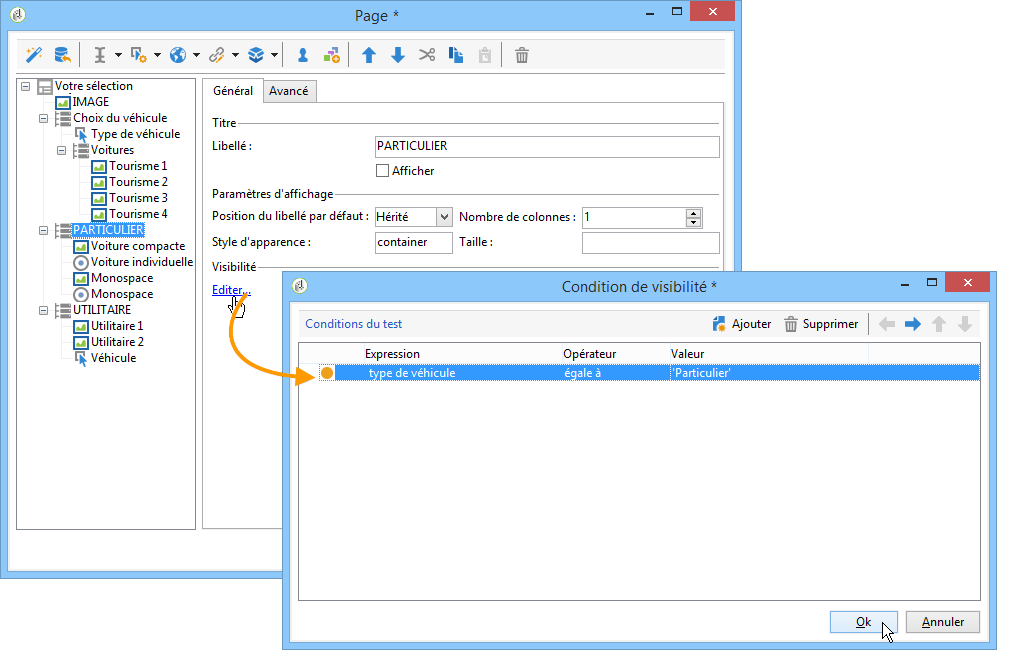 Page *
Votre sélection
IMAGE
Choix du véhicule
Type de véhicule
Voitures
Tourisme 1
Tourisme 2
Tourisme 3
Tourisme 4
PARTICULIER
Voiture compacte
Voiture individuelle
Monospace
Monospace
UTILITAIRE
Utilitaire 1
Utilitaire 2
Véhicule
Général Avancé
Titre
Libellé : PARTICULIER
Afficher
Paramètres d'affichage
Position du libellé par défaut : Hérité Nombre de colonnes : 1
Style d'apparence : container Taille :
Visibilité
Editer...
Condition de visibilité *
Conditions du test Ajouter Supprimer
Expression Opérateur Valeur
type de véhicule égale à 'Particulier'
Ok Annuler